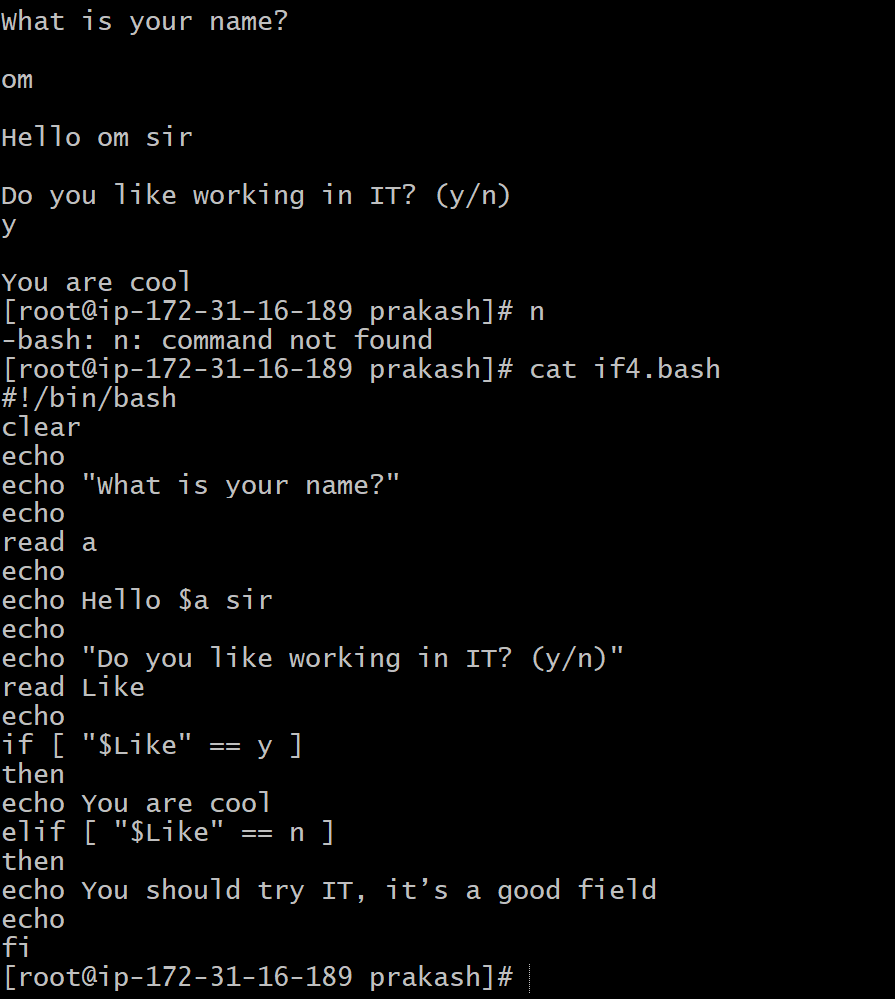 What is your name?
om
Hello om sir
Do you like working in IT? (y/n)
y
You are cool
[root@ip-172-31-16-189 prakash]# n
-bash: n: command not found
[root@ip-172-31-16-189 prakash]# cat if4.bash
#!/bin/bash
clear
echo
echo "What is your name?"
echo
read a
echo
echo Hello $a sir
echo
echo "Do you like working in IT? (y/n)"
read Like
echo
if [ "$Like" == y ]
then
echo You are cool
elif [ "$Like" == n ]
then
echo You should try IT, it’s a good field
echo
fi
[root@ip-172-31-16-189 prakash]#